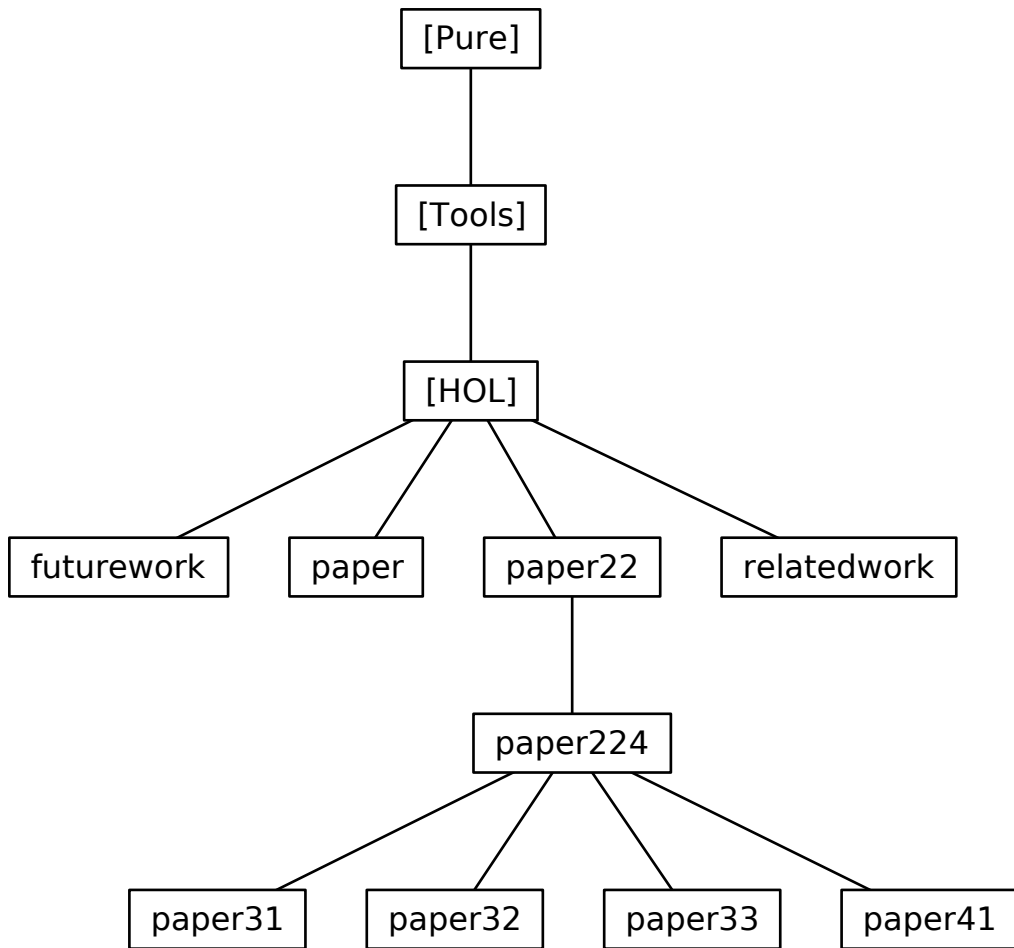 [Pure]
[Tools]
[HOL]
futurework paper paper22 relatedwork
paper224
paper31 paper32 paper33 paper41